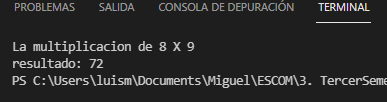 PROBLEMAS SALIDA CONSOLA DE DEPURACIÓN TERMINAL
La multiplicacion de 8 X 9
resultado: 72
PS C:\Users\luism\Documents\Miguel\ESCOM\3. TercerSeme